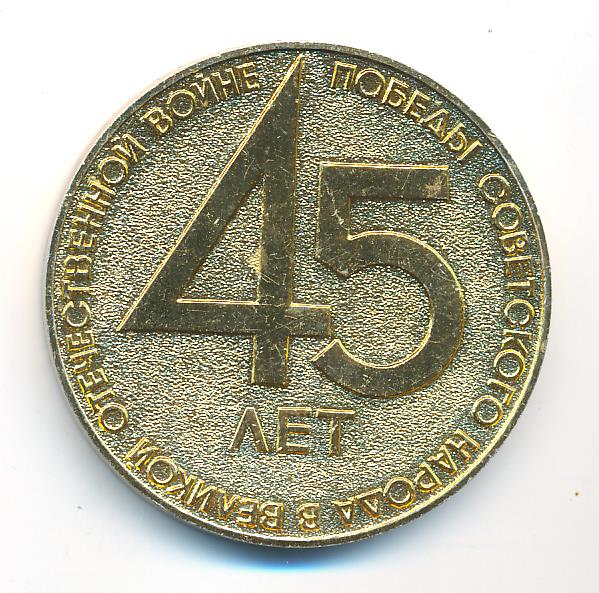 45
ЛЕТ
ПОБЕДЫ СОВЕТСКОГО НАРОДА В ВЕЛИКОЙ ОТЕЧЕСТВЕННОЙ ВОЙНЕ